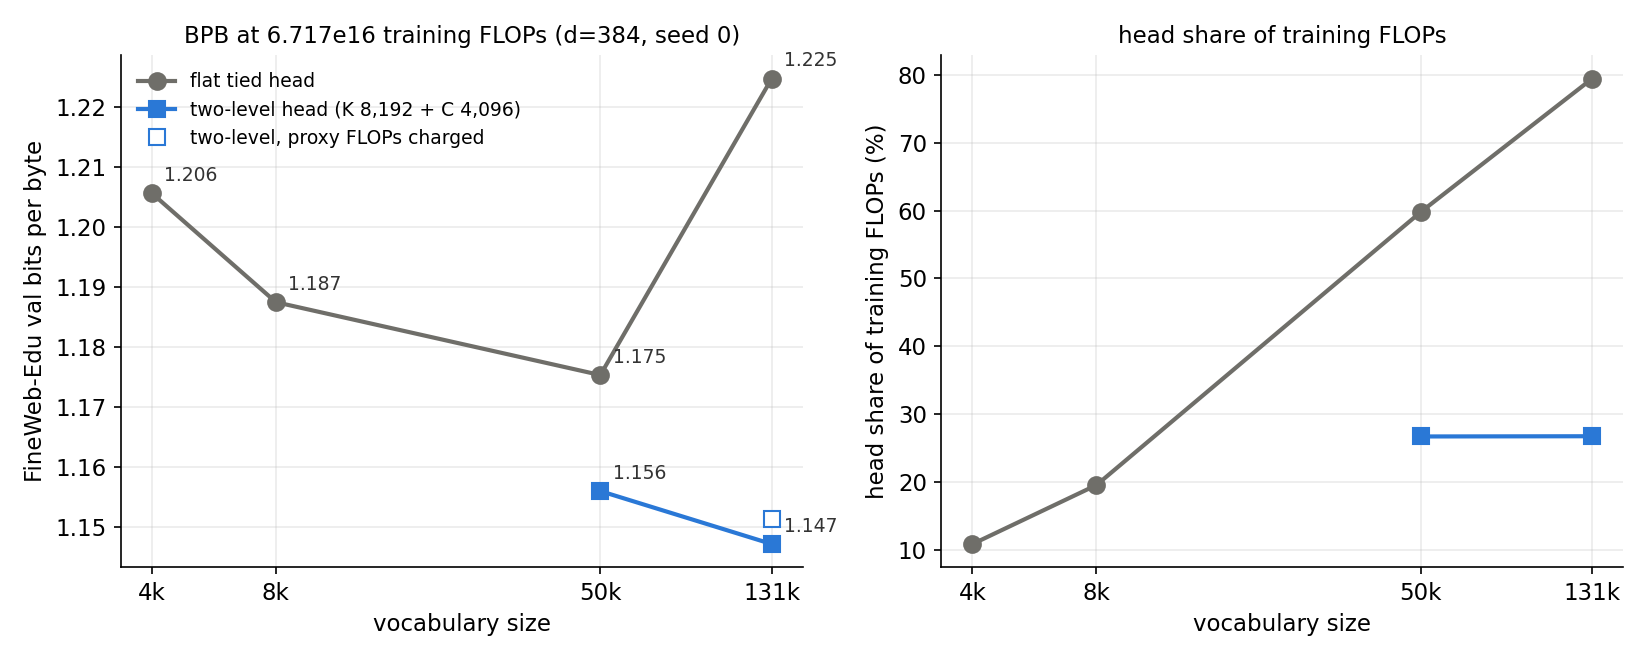 BPB at 6.717e16 training FLOPs (d=384, seed 0)
flat tied head
two-level head (K 8,192 + C 4,096)
two-level, proxy FLOPs charged
FineWeb-Edu val bits per byte
1.22
1.21
1.20
1.19
1.18
1.17
1.16
1.15
1.206
1.187
1.175
1.225
1.156
1.147
4k
8k
50k
131k
vocabulary size
head share of training FLOPs
head share of training FLOPs (%)
80
70
60
50
40
30
20
10
4k
8k
50k
131k
vocabulary size